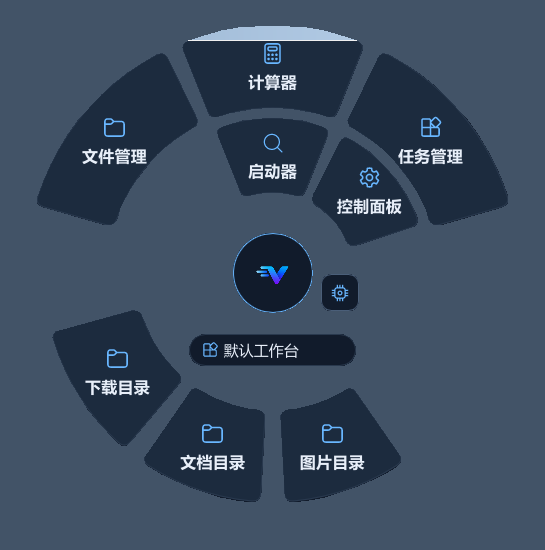 计算器
文件管理
任务管理
启动器
控制面板
默认工作台
下载目录
文档目录
图片目录